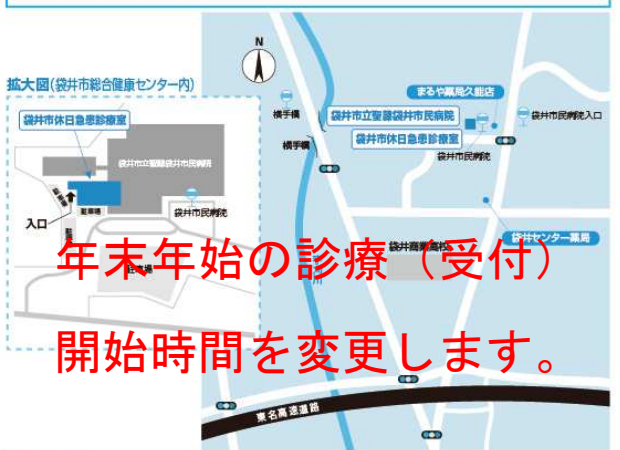 N
拡大図(袋井市総合健康センター内)
袋井市休日急患診療室
袋井市立聖隷袋井市民病院
袋井市民病院
駐車場
入口
駐車場
横手橋
横手橋
まるや薬局久能店
袋井市立聖隷袋井市民病院
袋井市休日急患診療室
袋井市民病院
袋井市民病院入口
袋井センター薬局
袋井商業高校
年末年始の診療（受付）
開始時間を変更します。
東名高速道路